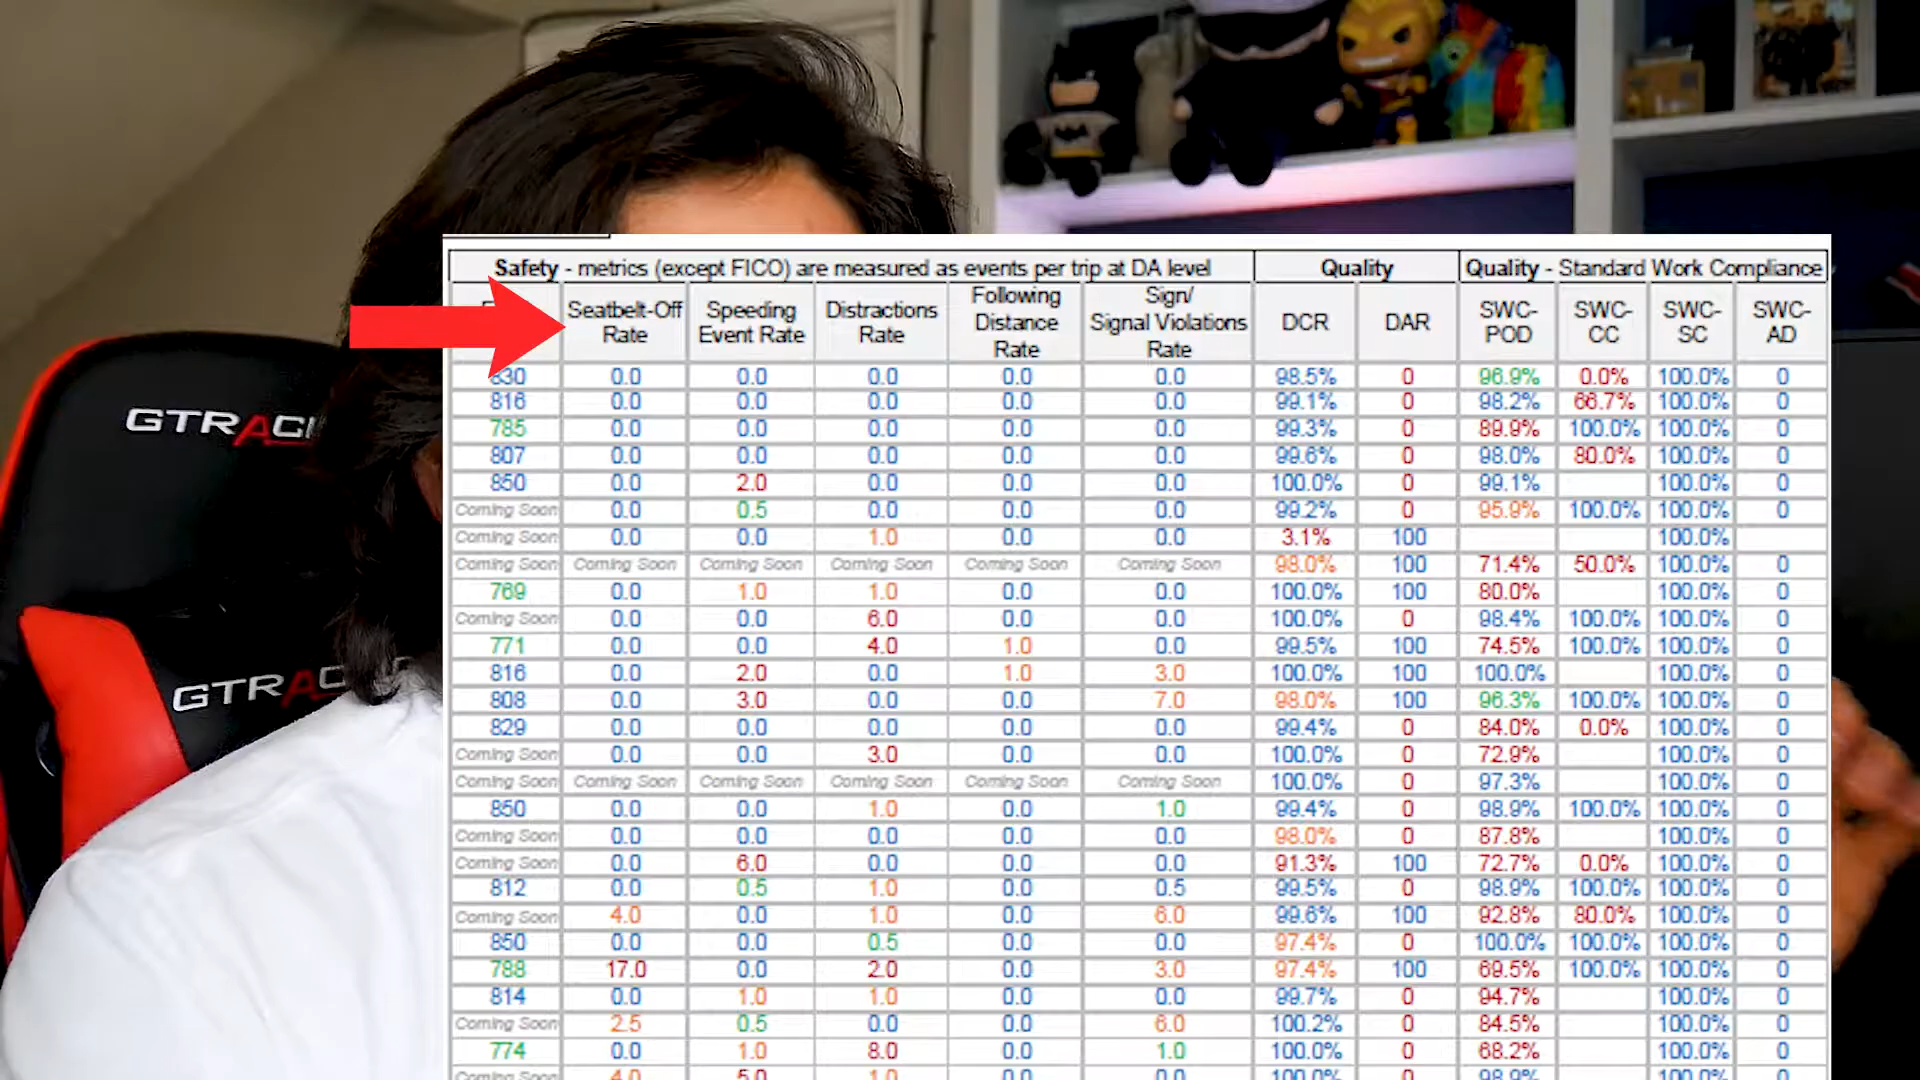 GTRACI
GTRAC
Safety - metrics (except FICO) are measured as events per trip at DA level Quality Quality - Standard Work Compliance
Seatbelt-Off Rate Speeding Event Rate Distractions Rate Following Distance Rate Sign/ Signal Violations Rate DCR DAR SWC-POD SWC-CC SWC-SC SWC-AD
830 0.0 0.0 0.0 0.0 0.0 98.5% 0 96.9% 0.0% 100.0% 0
816 0.0 0.0 0.0 0.0 0.0 99.1% 0 98.2% 66.7% 100.0% 0
785 0.0 0.0 0.0 0.0 0.0 99.3% 0 89.9% 100.0% 100.0% 0
807 0.0 0.0 0.0 0.0 0.0 99.6% 0 98.0% 80.0% 100.0% 0
850 0.0 2.0 0.0 0.0 0.0 100.0% 0 99.1% 100.0% 0
Coming Soon 0.0 0.5 0.0 0.0 0.0 99.2% 0 95.9% 100.0% 100.0% 0
Coming Soon 0.0 0.0 1.0 0.0 0.0 3.1% 100 100.0%
Coming Soon Coming Soon Coming Soon Coming Soon Coming Soon Coming Soon 98.0% 100 71.4% 50.0% 100.0% 0
769 0.0 1.0 1.0 0.0 0.0 100.0% 100 80.0% 100.0% 0
Coming Soon 0.0 0.0 6.0 0.0 0.0 100.0% 0 98.4% 100.0% 100.0% 0
771 0.0 0.0 4.0 1.0 0.0 99.5% 100 74.5% 100.0% 100.0% 0
816 0.0 2.0 0.0 1.0 3.0 100.0% 100 100.0% 100.0% 0
808 0.0 3.0 0.0 0.0 7.0 98.0% 100 96.3% 100.0% 100.0% 0
829 0.0 0.0 0.0 0.0 0.0 99.4% 0 84.0% 0.0% 100.0% 0
Coming Soon 0.0 0.0 3.0 0.0 0.0 100.0% 0 72.9% 100.0% 0
Coming Soon Coming Soon Coming Soon Coming Soon Coming Soon Coming Soon 100.0% 0 97.3% 100.0% 0
850 0.0 0.0 1.0 0.0 1.0 99.4% 0 98.9% 100.0% 100.0% 0
Coming Soon 0.0 0.0 0.0 0.0 0.0 98.0% 0 87.8% 100.0% 0
Coming Soon 0.0 6.0 0.0 0.0 0.0 91.3% 100 72.7% 0.0% 100.0% 0
812 0.0 0.5 1.0 0.0 0.5 99.5% 0 98.9% 100.0% 100.0% 0
Coming Soon 4.0 0.0 1.0 0.0 6.0 99.6% 100 92.8% 80.0% 100.0% 0
850 0.0 0.0 0.5 0.0 0.0 97.4% 0 100.0% 100.0% 100.0% 0
788 17.0 0.0 2.0 0.0 3.0 97.4% 100 69.5% 100.0% 100.0% 0
814 0.0 1.0 1.0 0.0 0.0 99.7% 0 94.7% 100.0% 0
Coming Soon 2.5 0.5 0.0 0.0 6.0 100.2% 0 84.5% 100.0% 0
774 0.0 1.0 8.0 0.0 1.0 100.0% 0 68.2% 100.0% 0
Coming Soon 4.0 5.0 1.0 0.0 0.0 100.0% 0 98.9% 100.0% 0